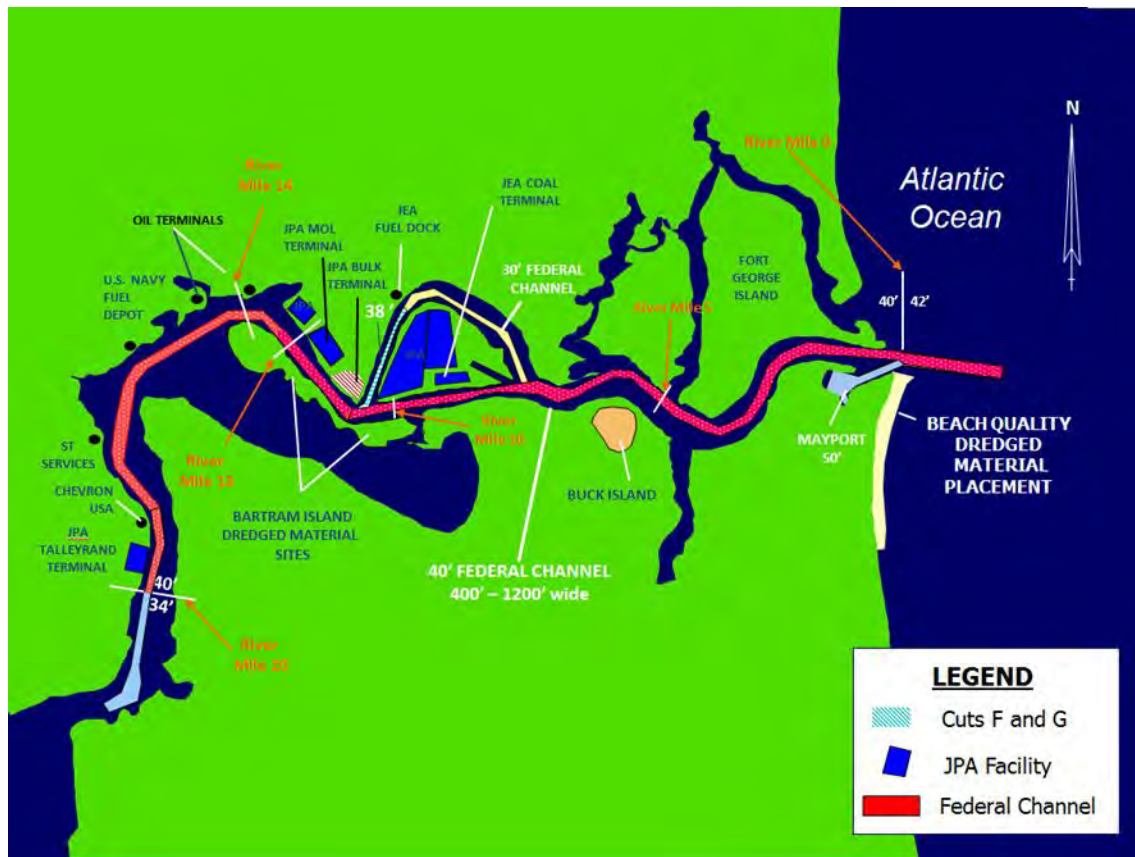 N
River Mile 0
Atlantic
Ocean
River
Mile 14
JEA COAL
TERMINAL
OIL TERMINALS
JEA
FUEL DOCK
JPA MOL
TERMINAL
JPA BULK
TERMINAL
U.S. NAVY
FUEL
DEPOT
30' FEDERAL
CHANNEL
FORT
GEORGE
ISLAND
40' 42'
JPA
38'
JPA
River Mile 5
MAYPORT
50'
BEACH QUALITY
DREDGED
MATERIAL
PLACEMENT
River
Mile 10
ST
SERVICES
River
Mile 13
CHEVRON
USA
BUCK ISLAND
BARTRAM ISLAND
DREDGED MATERIAL
SITES
JPA
TALLEYRAND
TERMINAL
40' FEDERAL CHANNEL
400' – 1200' wide
40'
34'
River
Mile 20
LEGEND
Cuts F and G
JPA Facility
Federal Channel